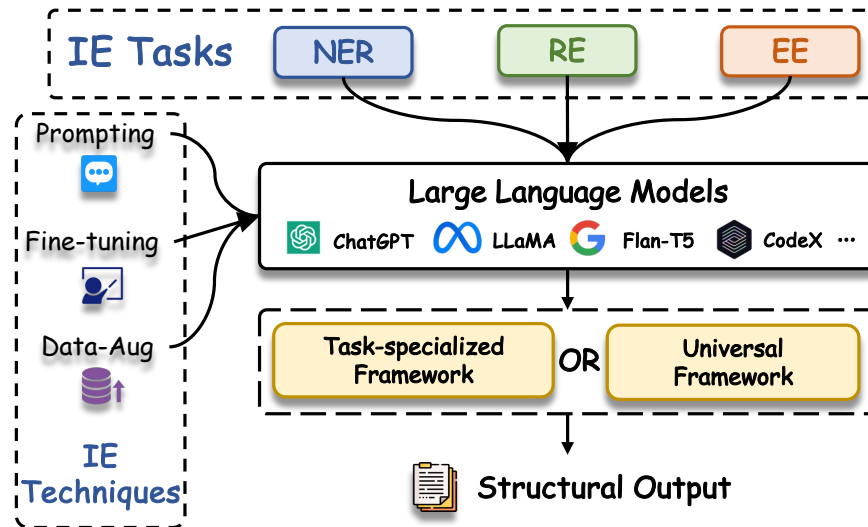 IE Tasks
NER
RE
EE
Prompting
Fine-tuning
Data-Aug
IE
Techniques
Large Language Models
ChatGPT
LLaMA
Flan-T5
CodeX ...
Task-specialized
Framework
OR
Universal
Framework
Structural Output